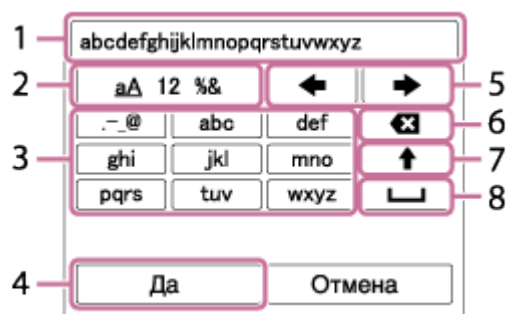 1 abcdefghijklmnopqrstuvwxyz
2 aA 12 %& 5
.-_@ abc def 6
3 ghi jkl mno 7
pqrs tuv wxyz 8
4 Да Отмена